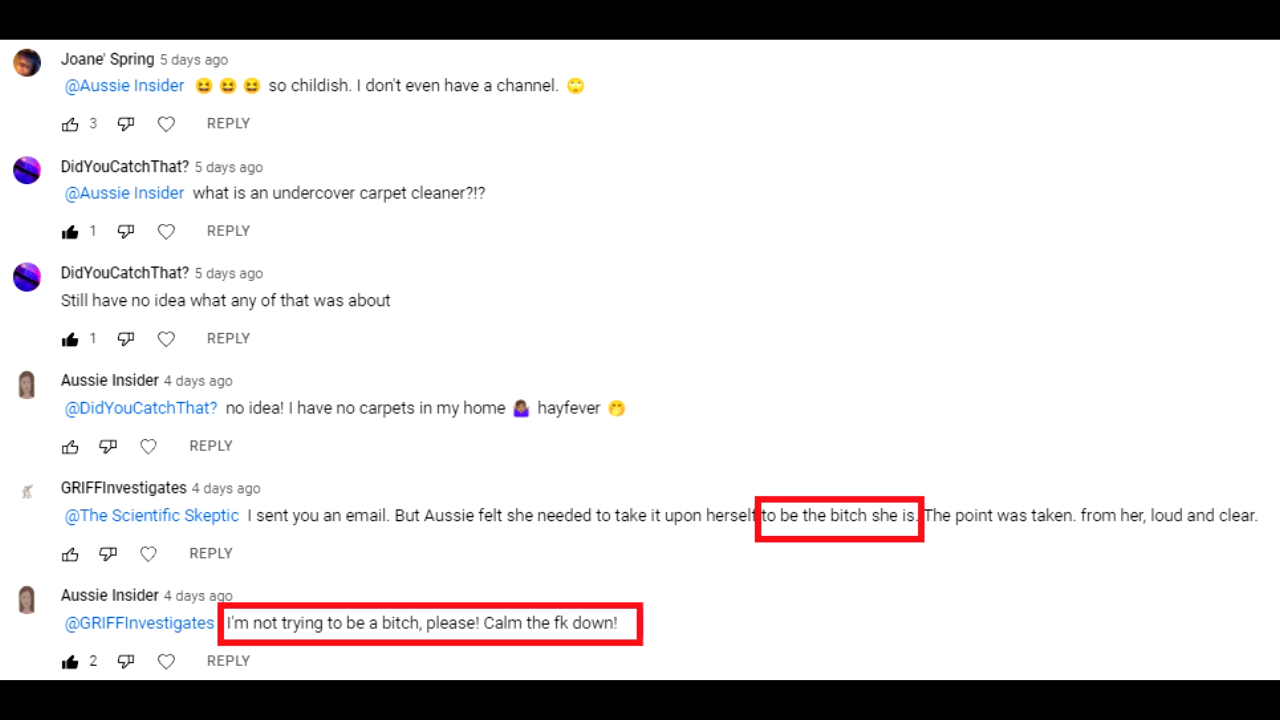 Joane' Spring 5 days ago
@Aussie Insider 😆 😆 😆 so childish. I don't even have a channel. 🙄
3 REPLY
DidYouCatchThat? 5 days ago
@Aussie Insider what is an undercover carpet cleaner?!?
1 REPLY
DidYouCatchThat? 5 days ago
Still have no idea what any of that was about
1 REPLY
Aussie Insider 4 days ago
@DidYouCatchThat? no idea! I have no carpets in my home 🤷🏾‍♀️ hayfever 🤭
REPLY
GRIFFInvestigates 4 days ago
@The Scientific Skeptic I sent you an email. But Aussie felt she needed to take it upon herself to be the bitch she is. The point was taken. from her, loud and clear.
REPLY
Aussie Insider 4 days ago
@GRIFFInvestigates I'm not trying to be a bitch, please! Calm the fk down!
2 REPLY